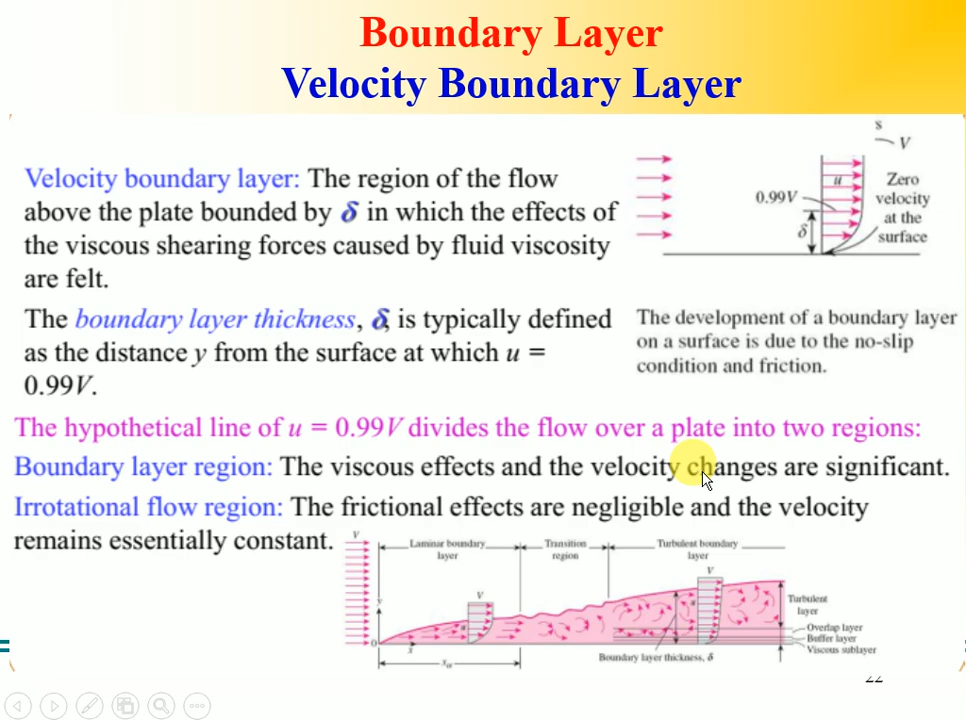 Boundary Layer
Velocity Boundary Layer
s
V
Velocity boundary layer: The region of the flow
above the plate bounded by δ in which the effects of
the viscous shearing forces caused by fluid viscosity
are felt.
u
0.99V
δ
Zero
velocity
at the
surface
The boundary layer thickness, δ, is typically defined
as the distance y from the surface at which u =
0.99V.
The development of a boundary layer
on a surface is due to the no-slip
condition and friction.
The hypothetical line of u = 0.99V divides the flow over a plate into two regions:
Boundary layer region: The viscous effects and the velocity changes are significant.
Irrotational flow region: The frictional effects are negligible and the velocity
remains essentially constant.
V
Laminar boundary
layer
Transition
region
Turbulent boundary
layer
V
V
y
0
x
Turbulent
layer
Overlap layer
Buffer layer
Viscous sublayer
Boundary layer thickness, δ
x
22